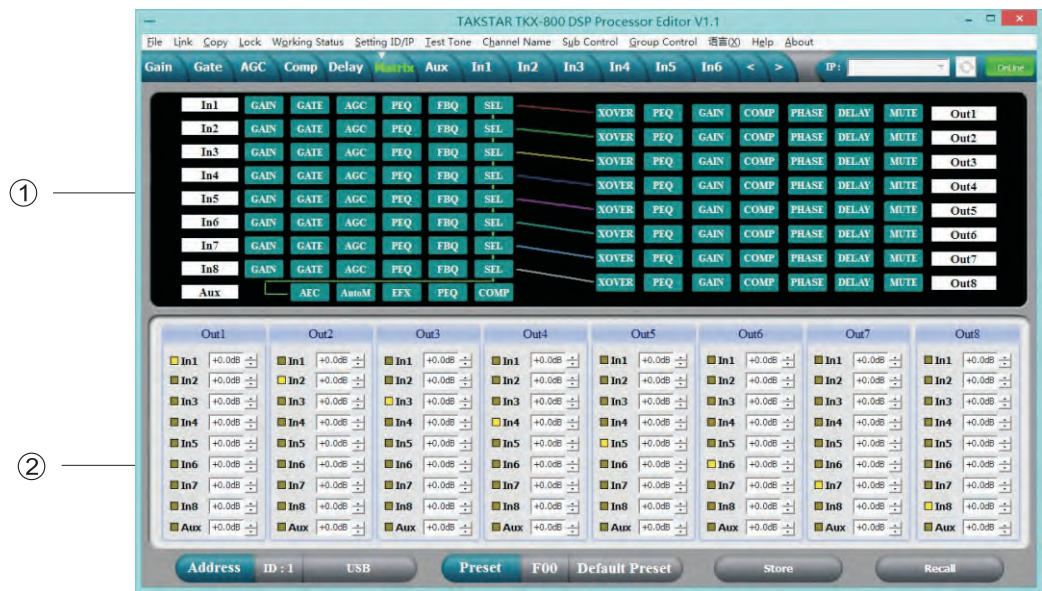 TAKSTAR TKX-800 DSP Processor Editor V1.1
File Link Copy Lock Working Status Setting ID/IP Test Tone Channel Name Sub Control Group Control 语言(X) Help About
Gain Gate AGC Comp Delay Matrix Aux In1 In2 In3 In4 In5 In6 < > IP: OnLine
In1 GAIN GATE AGC PEQ FBQ SEL XOVER PEQ GAIN COMP PHASE DELAY MUTE Out1
In2 GAIN GATE AGC PEQ FBQ SEL XOVER PEQ GAIN COMP PHASE DELAY MUTE Out2
In3 GAIN GATE AGC PEQ FBQ SEL XOVER PEQ GAIN COMP PHASE DELAY MUTE Out3
In4 GAIN GATE AGC PEQ FBQ SEL XOVER PEQ GAIN COMP PHASE DELAY MUTE Out4
①
In5 GAIN GATE AGC PEQ FBQ SEL XOVER PEQ GAIN COMP PHASE DELAY MUTE Out5
In6 GAIN GATE AGC PEQ FBQ SEL XOVER PEQ GAIN COMP PHASE DELAY MUTE Out6
In7 GAIN GATE AGC PEQ FBQ SEL XOVER PEQ GAIN COMP PHASE DELAY MUTE Out7
In8 GAIN GATE AGC PEQ FBQ SEL XOVER PEQ GAIN COMP PHASE DELAY MUTE Out8
Aux AEC AutoM EFX PEQ COMP
Out1 Out2 Out3 Out4 Out5 Out6 Out7 Out8
In1 +0.0dB In1 +0.0dB In1 +0.0dB In1 +0.0dB In1 +0.0dB In1 +0.0dB In1 +0.0dB In1 +0.0dB
In2 +0.0dB In2 +0.0dB In2 +0.0dB In2 +0.0dB In2 +0.0dB In2 +0.0dB In2 +0.0dB In2 +0.0dB
In3 +0.0dB In3 +0.0dB In3 +0.0dB In3 +0.0dB In3 +0.0dB In3 +0.0dB In3 +0.0dB In3 +0.0dB
In4 +0.0dB In4 +0.0dB In4 +0.0dB In4 +0.0dB In4 +0.0dB In4 +0.0dB In4 +0.0dB In4 +0.0dB
In5 +0.0dB In5 +0.0dB In5 +0.0dB In5 +0.0dB In5 +0.0dB In5 +0.0dB In5 +0.0dB In5 +0.0dB
②
In6 +0.0dB In6 +0.0dB In6 +0.0dB In6 +0.0dB In6 +0.0dB In6 +0.0dB In6 +0.0dB In6 +0.0dB
In7 +0.0dB In7 +0.0dB In7 +0.0dB In7 +0.0dB In7 +0.0dB In7 +0.0dB In7 +0.0dB In7 +0.0dB
In8 +0.0dB In8 +0.0dB In8 +0.0dB In8 +0.0dB In8 +0.0dB In8 +0.0dB In8 +0.0dB In8 +0.0dB
Aux +0.0dB Aux +0.0dB Aux +0.0dB Aux +0.0dB Aux +0.0dB Aux +0.0dB Aux +0.0dB Aux +0.0dB
Address ID : 1 USB Preset F00 Default Preset Store Recall